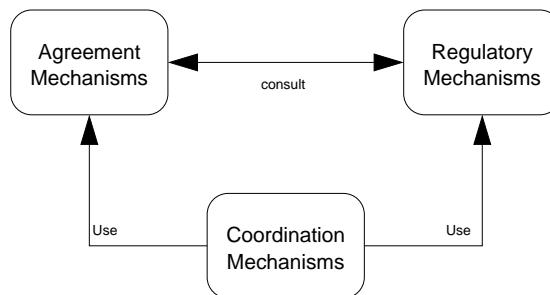 Agreement
Mechanisms
Regulatory
Mechanisms
consult
Use
Coordination
Mechanisms
Use